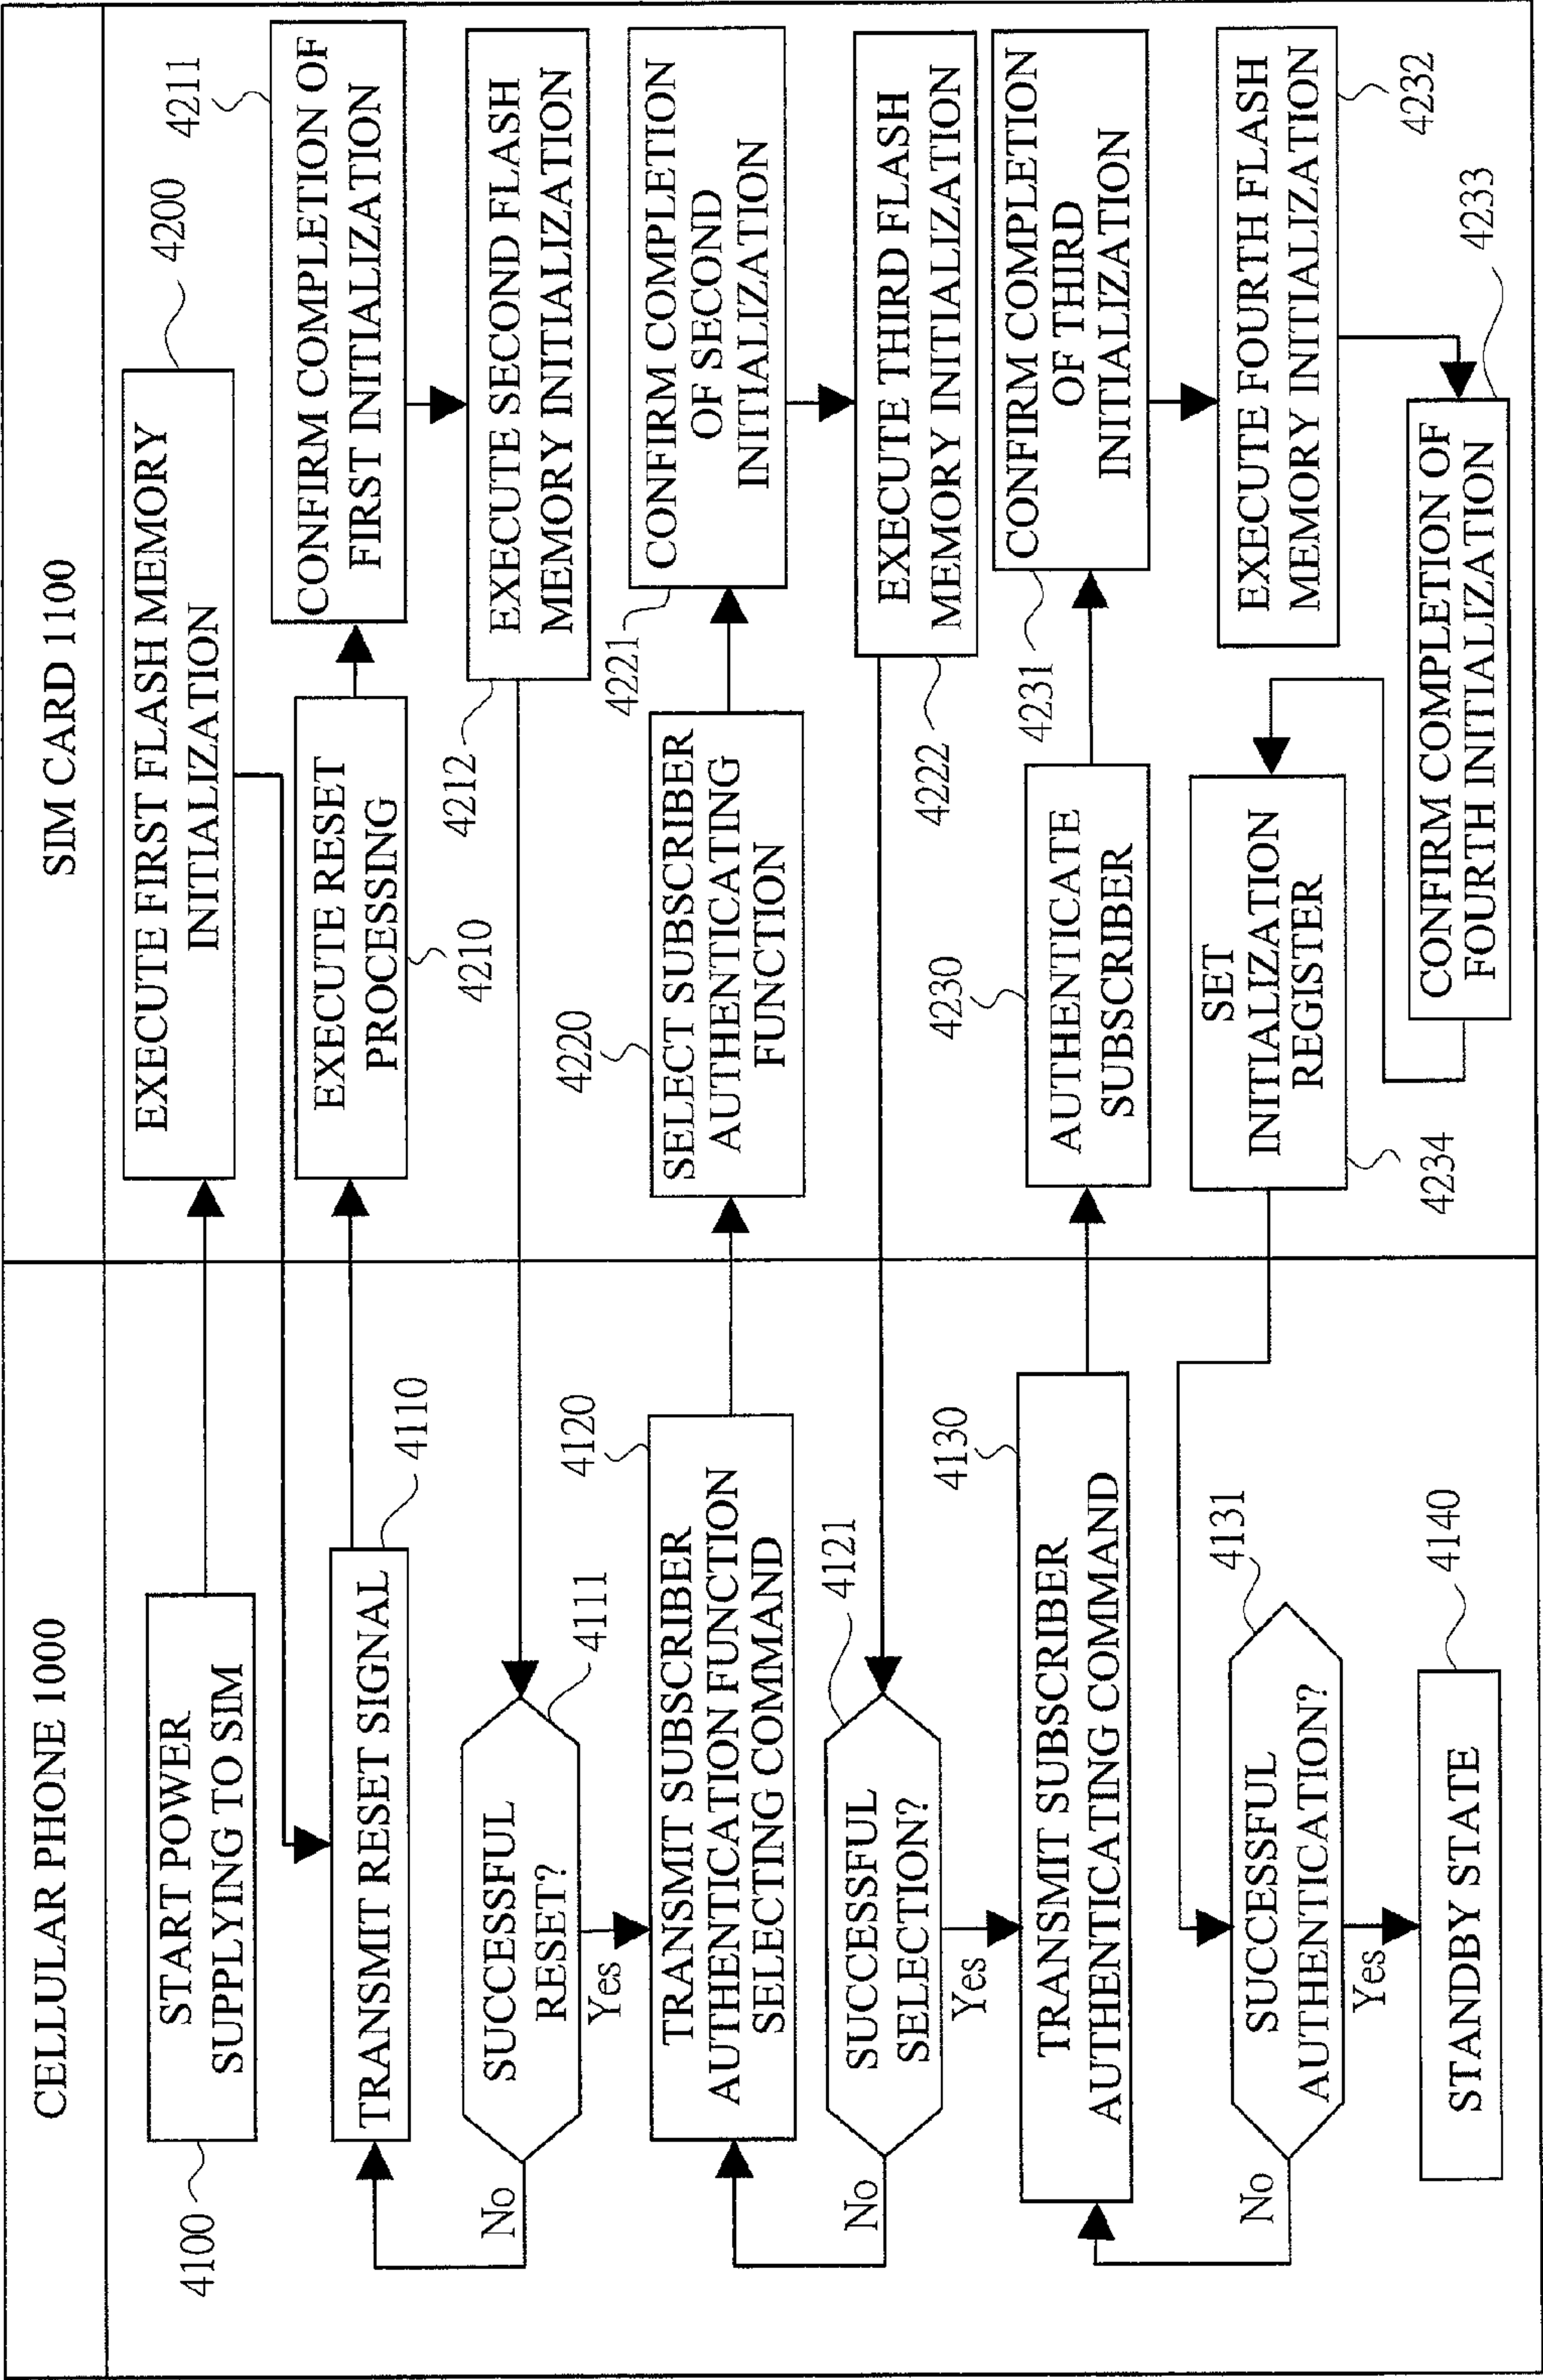 CELLULAR PHONE 1000
SIM CARD 1100
4100
START POWER
SUPPLYING TO SIM
EXECUTE FIRST FLASH MEMORY
INITIALIZATION
4200
TRANSMIT RESET SIGNAL
4110
EXECUTE RESET
PROCESSING
4210
CONFIRM COMPLETION OF
FIRST INITIALIZATION
4211
No
SUCCESSFUL
RESET?
4111
Yes
4212
EXECUTE SECOND FLASH
MEMORY INITIALIZATION
TRANSMIT SUBSCRIBER
AUTHENTICATION FUNCTION
SELECTING COMMAND
4120
4220
SELECT SUBSCRIBER
AUTHENTICATING
FUNCTION
4221
CONFIRM COMPLETION
OF SECOND
INITIALIZATION
No
SUCCESSFUL
SELECTION?
4121
Yes
4222
EXECUTE THIRD FLASH
MEMORY INITIALIZATION
TRANSMIT SUBSCRIBER
AUTHENTICATING COMMAND
4130
4230
AUTHENTICATE
SUBSCRIBER
4231
CONFIRM COMPLETION
OF THIRD
INITIALIZATION
No
SUCCESSFUL
AUTHENTICATION?
4131
Yes
4234
SET
INITIALIZATION
REGISTER
EXECUTE FOURTH FLASH
MEMORY INITIALIZATION
4232
STANDBY STATE
4140
CONFIRM COMPLETION OF
FOURTH INITIALIZATION
4233